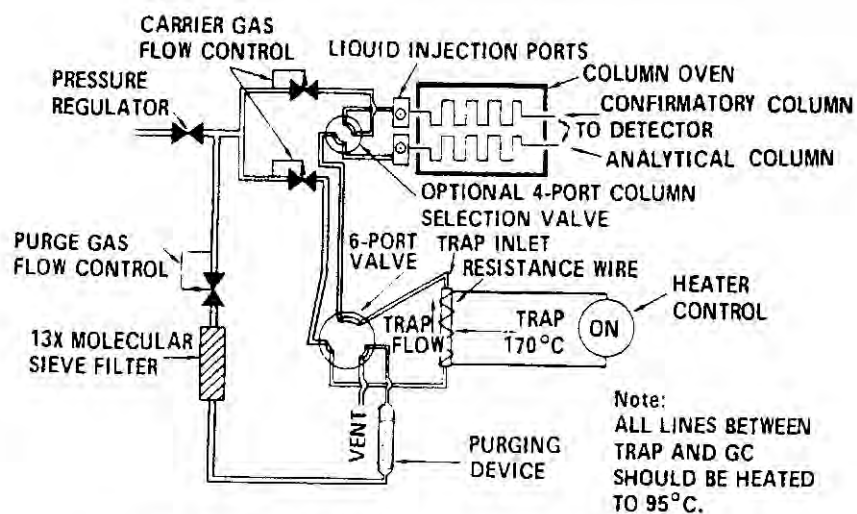 CARRIER GAS
FLOW CONTROL
LIQUID INJECTION PORTS
PRESSURE
REGULATOR
COLUMN OVEN
CONFIRMATORY COLUMN
TO DETECTOR
ANALYTICAL COLUMN
OPTIONAL 4-PORT COLUMN
SELECTION VALVE
PURGE GAS
FLOW CONTROL
6-PORT
VALVE
TRAP INLET
RESISTANCE WIRE
HEATER
CONTROL
TRAP
FLOW
TRAP
170°C
ON
13X MOLECULAR
SIEVE FILTER
VENT
PURGING
DEVICE
Note:
ALL LINES BETWEEN
TRAP AND GC
SHOULD BE HEATED
TO 95°C.